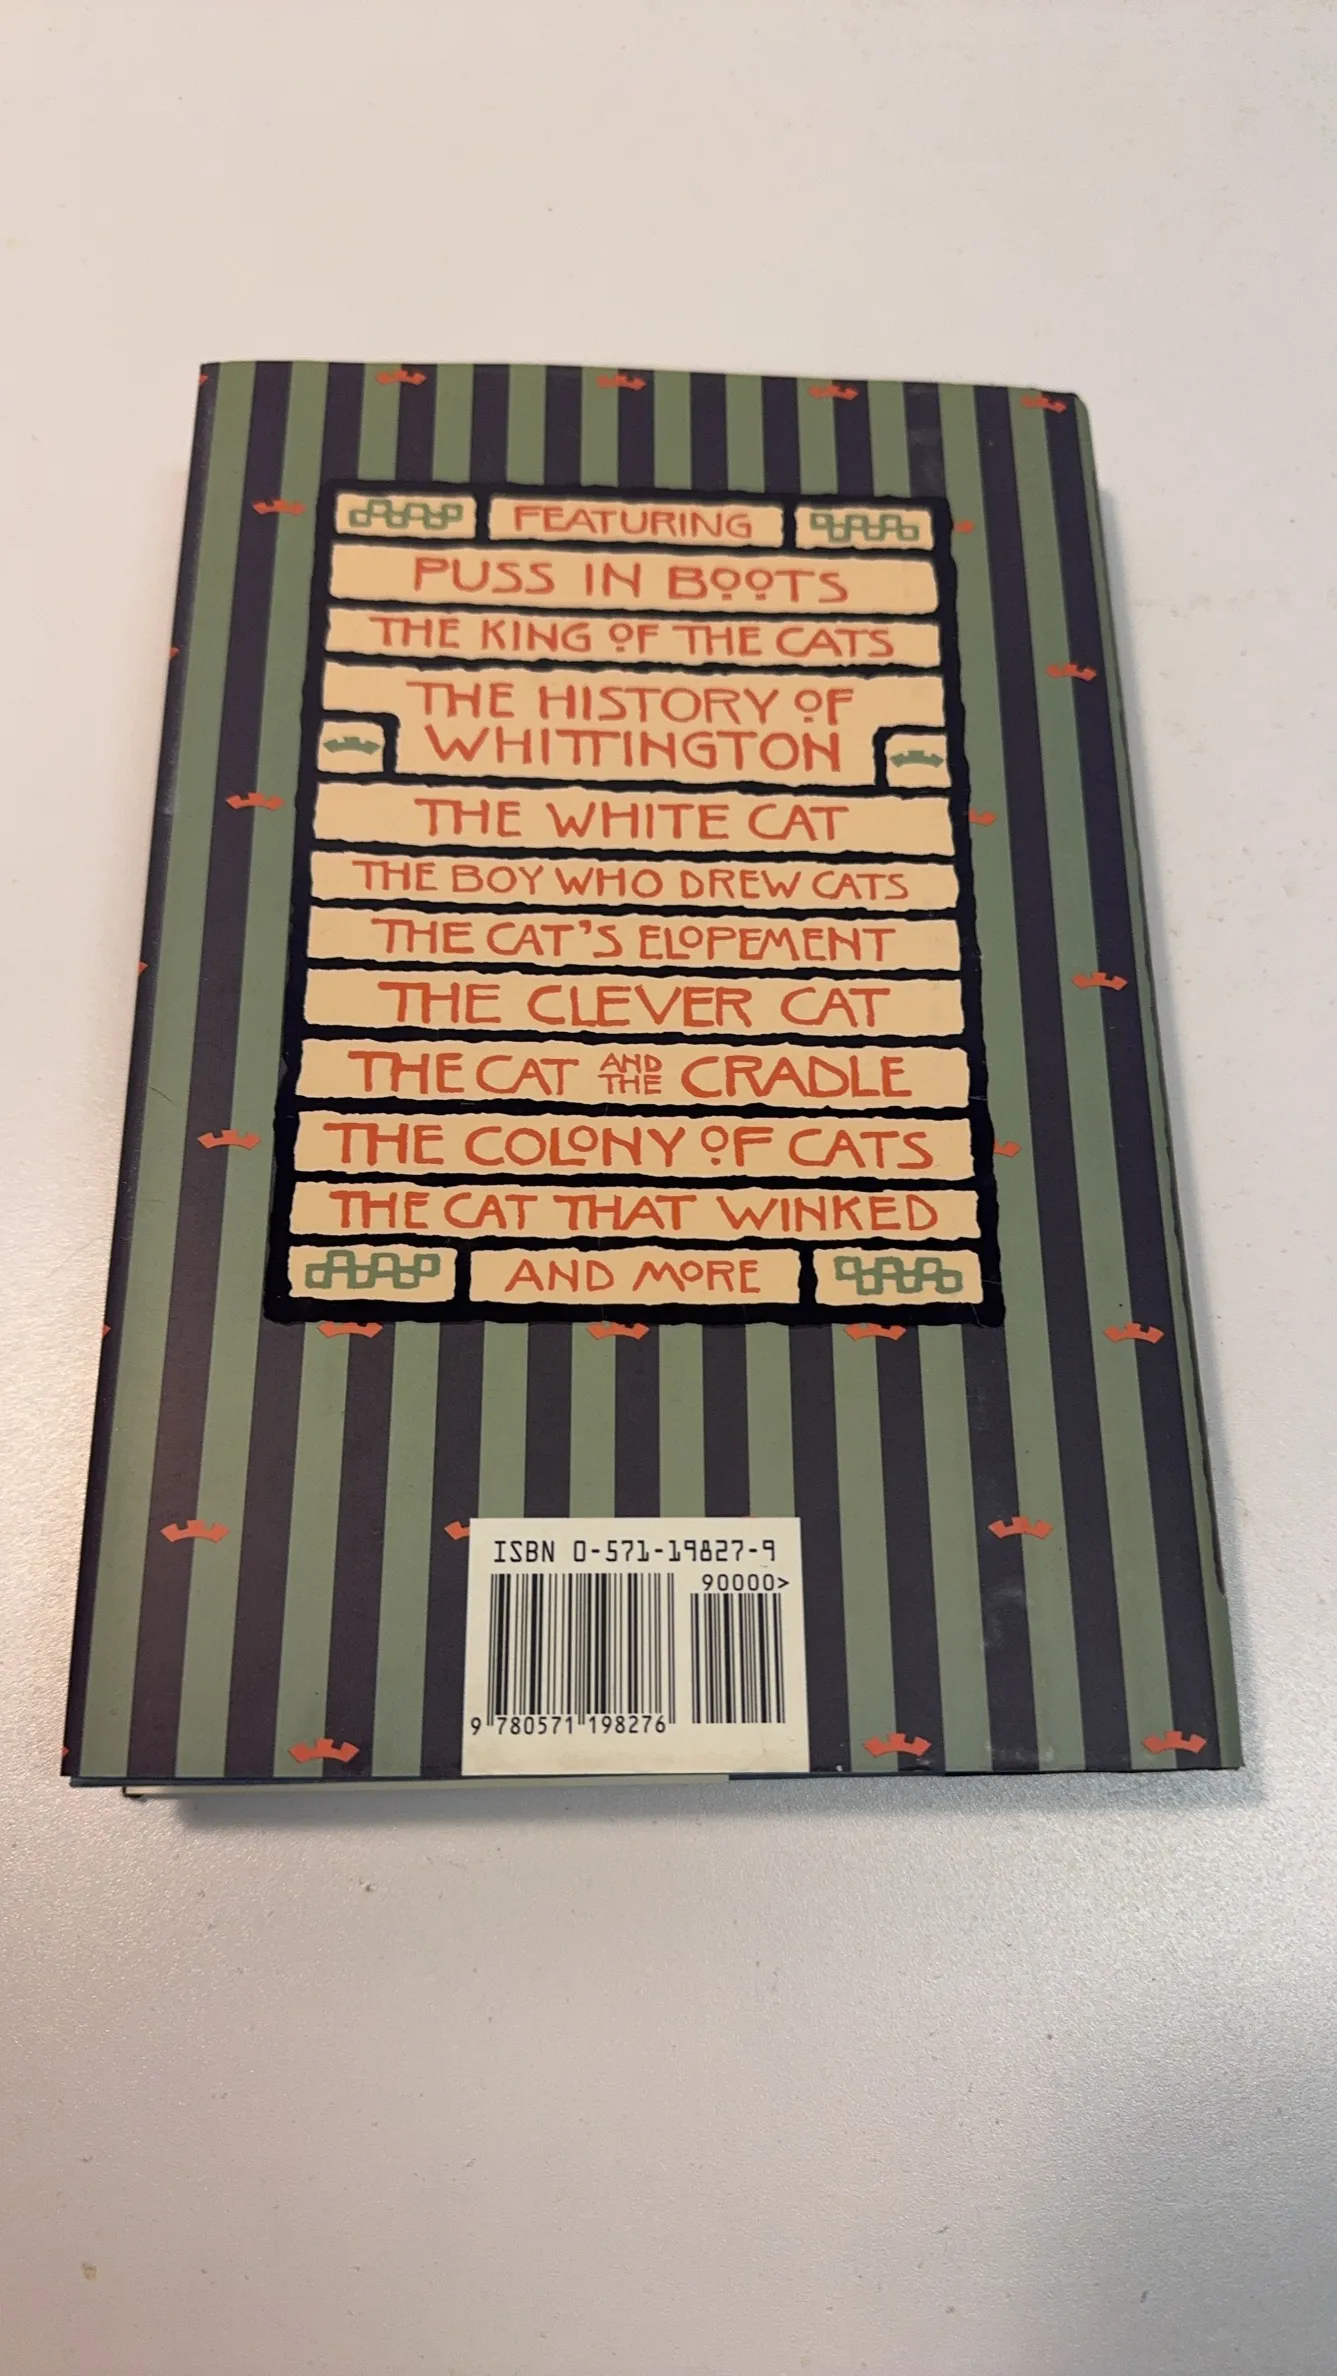 FEATURING
PUSS IN BOOTS
THE KING OF THE CATS
THE HISTORY OF
WHITTINGTON
THE WHITE CAT
THE BOY WHO DREW CATS
THE CAT'S ELOPEMENT
THE CLEVER CAT
THE CAT AND THE CRADLE
THE COLONY OF CATS
THE CAT THAT WINKED
AND MORE
ISBN 0-571-19827-9
90000>
9 780571 198276